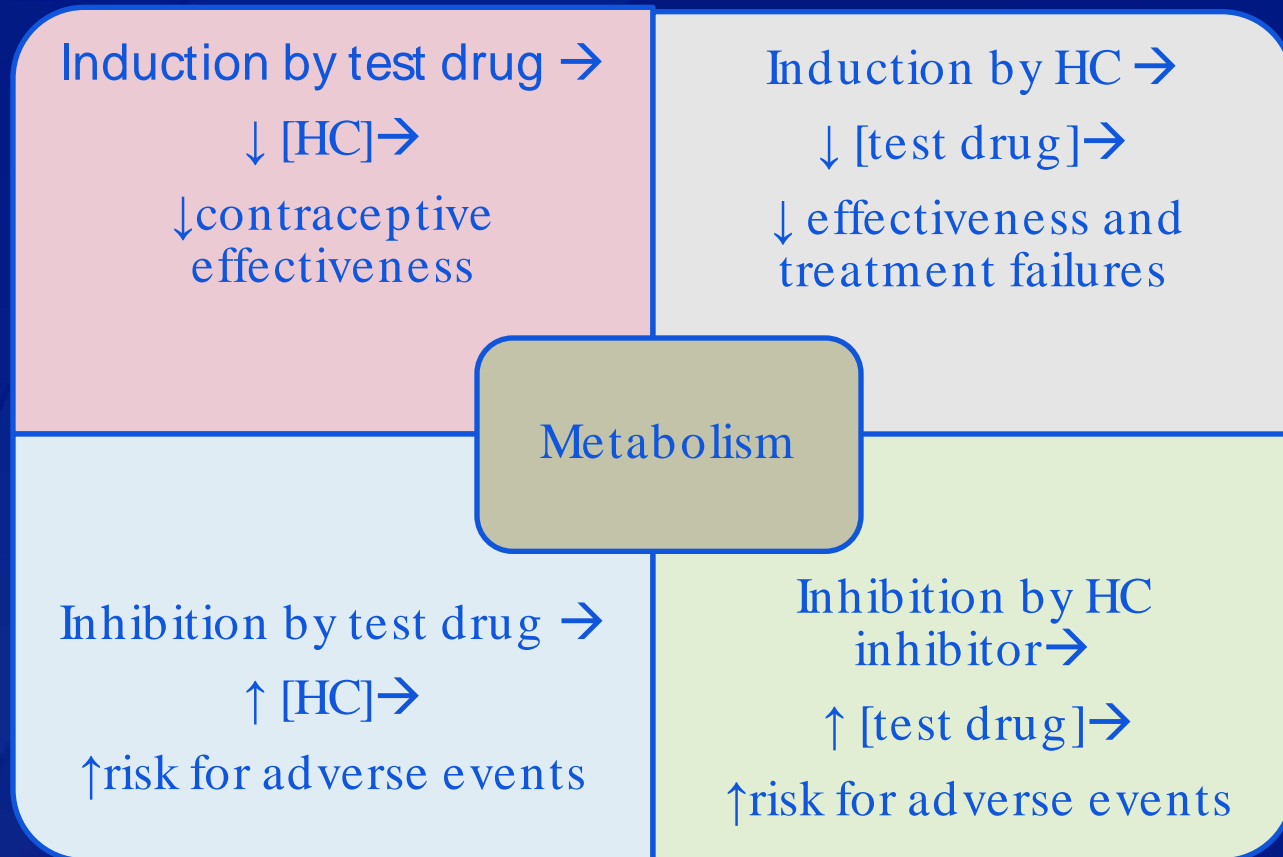 Induction by test drug →
↓ [HC]→
↓contraceptive
effectiveness
Induction by HC →
↓ [test drug]→
↓ effectiveness and
treatment failures
Metabolism
Inhibition by test drug →
↑ [HC]→
↑risk for adverse events
Inhibition by HC
inhibitor→
↑ [test drug]→
↑risk for adverse events